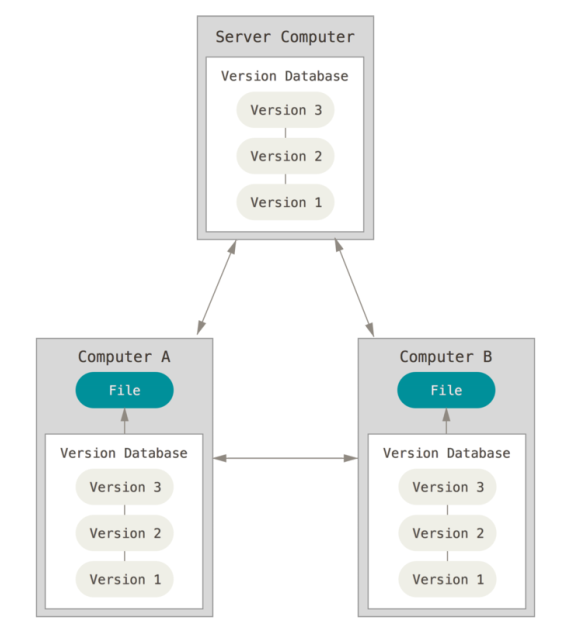 Server Computer
Version Database
Version 3
Version 2
Version 1
Computer A
File
Version Database
Version 3
Version 2
Version 1
Computer B
File
Version Database
Version 3
Version 2
Version 1